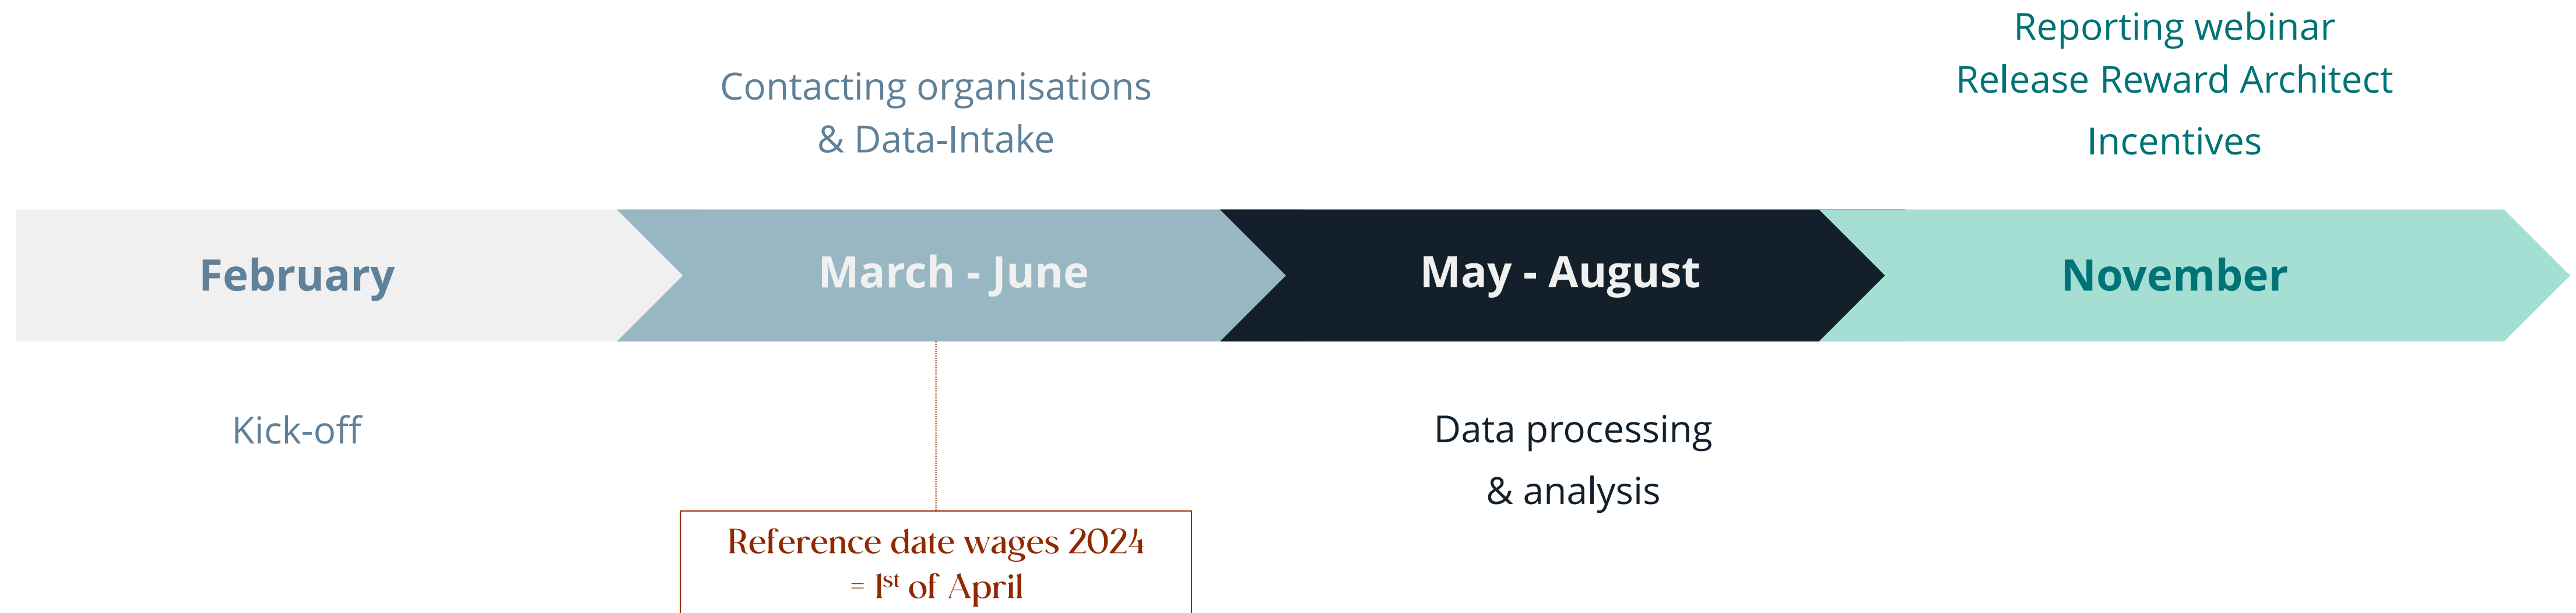 Reporting webinar
Release Reward Architect
Incentives
Contacting organisations
& Data-Intake
February
March - June
May - August
November
Kick-off
Data processing
& analysis
Reference date wages 2024
= 1st of April